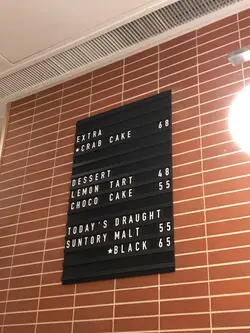 EXTRA
★CRAB CAKE 68
DESSERT
LEMON TART 48
CHOCO CAKE 55
TODAY'S DRAUGHT
SUNTORY MALT 55
★BLACK 65